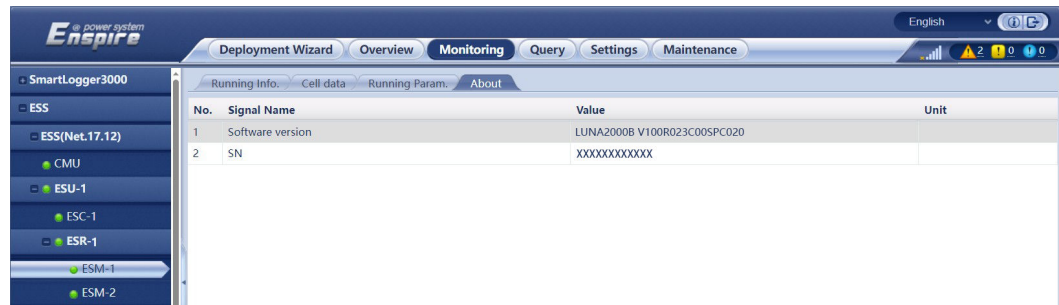 Enspire e power system
English
Deployment Wizard Overview Monitoring Query Settings Maintenance
2 0 0
SmartLogger3000
ESS
ESS(Net.17.12)
CMU
ESU-1
ESC-1
ESR-1
ESM-1
ESM-2
Running Info. Cell data Running Param. About
No. Signal Name Value Unit
1 Software version LUNA2000B V100R023C00SPC020
2 SN XXXXXXXXXXXX